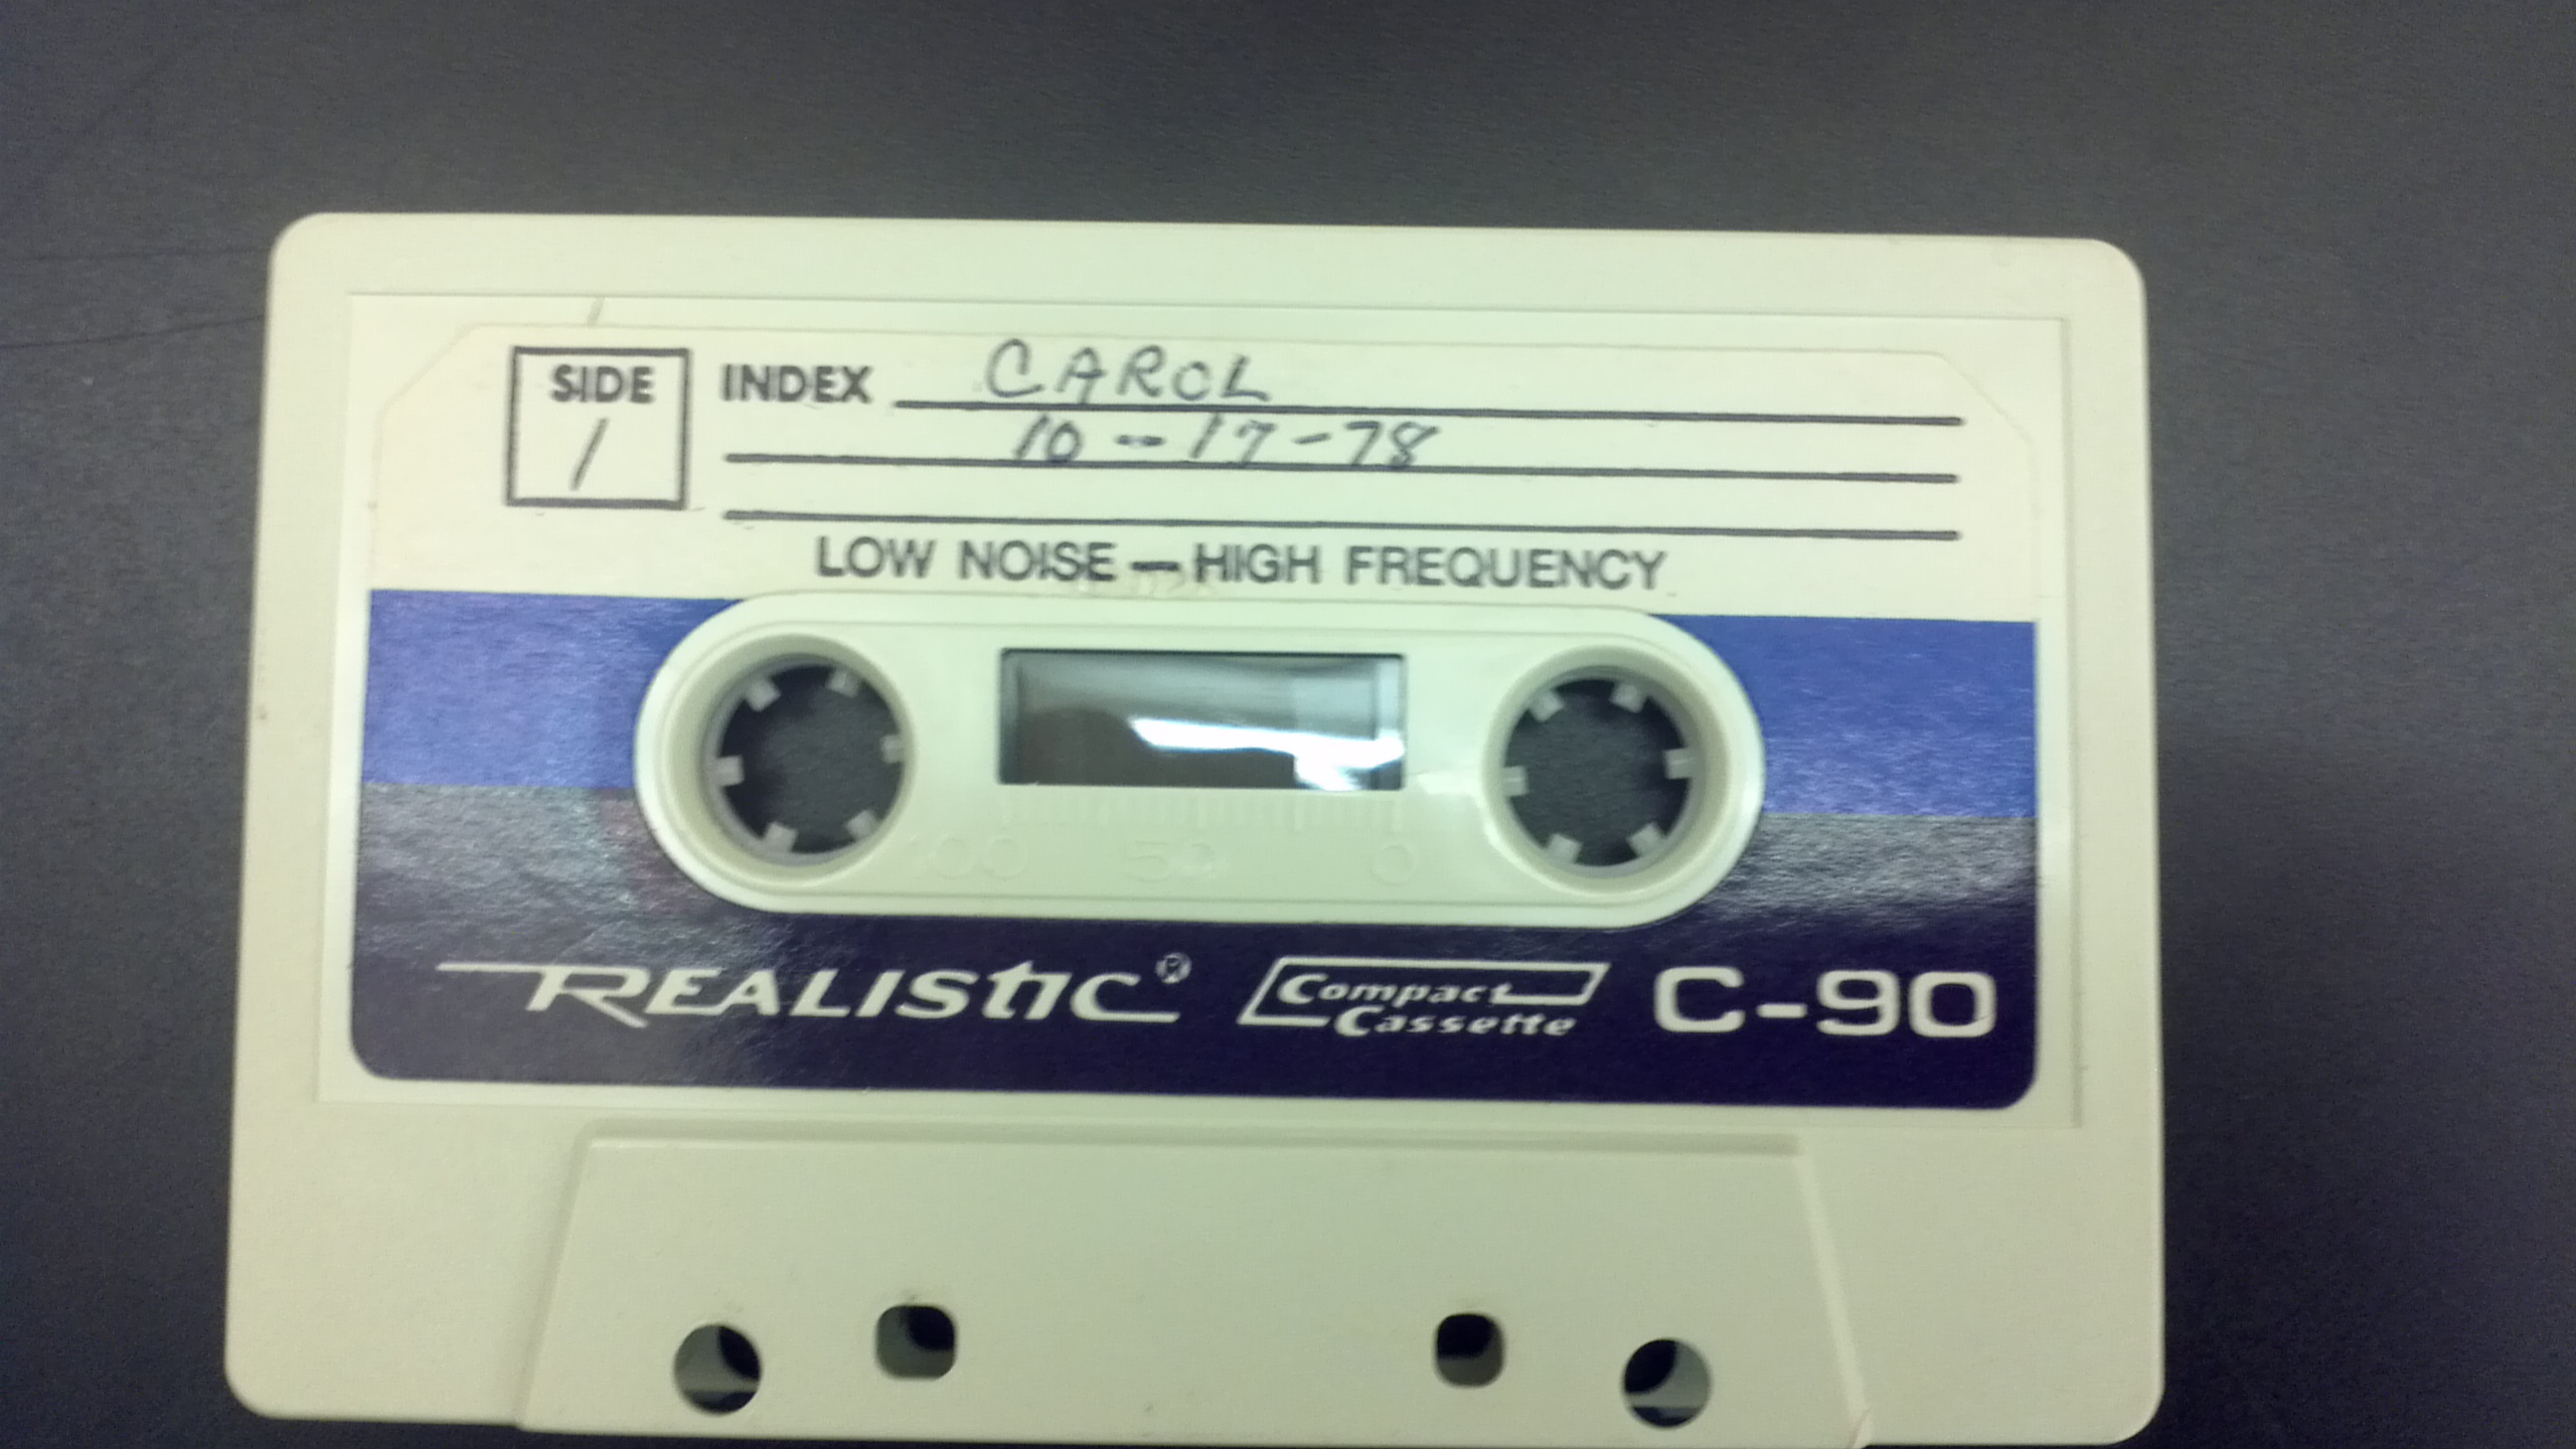 SIDE INDEX CAROL
1 10--17-78
LOW NOISE — HIGH FREQUENCY
100 50 0
REALISTIC® Compact Cassette C-90